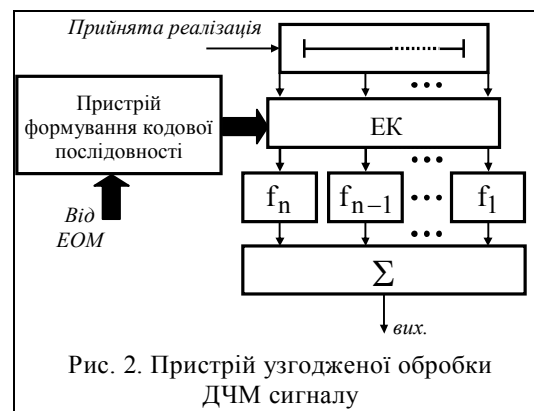 Прийнята реалізація
Пристрій
формування кодової
послідовності
ЕК
Від
ЕОМ
f_n
f_{n–1}
f_1
Σ
вих.
Рис. 2. Пристрій узгодженої обробки
ДЧМ сигналу